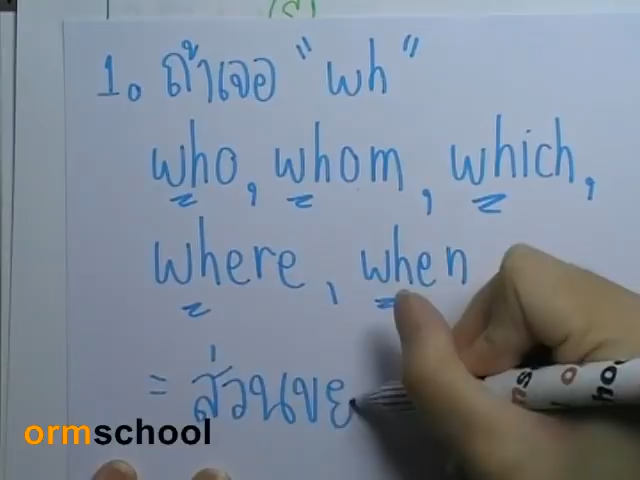 1. ถ้าเจอ "wh"
who, whom, which,
where, when
= ส่วนขย
ormschool